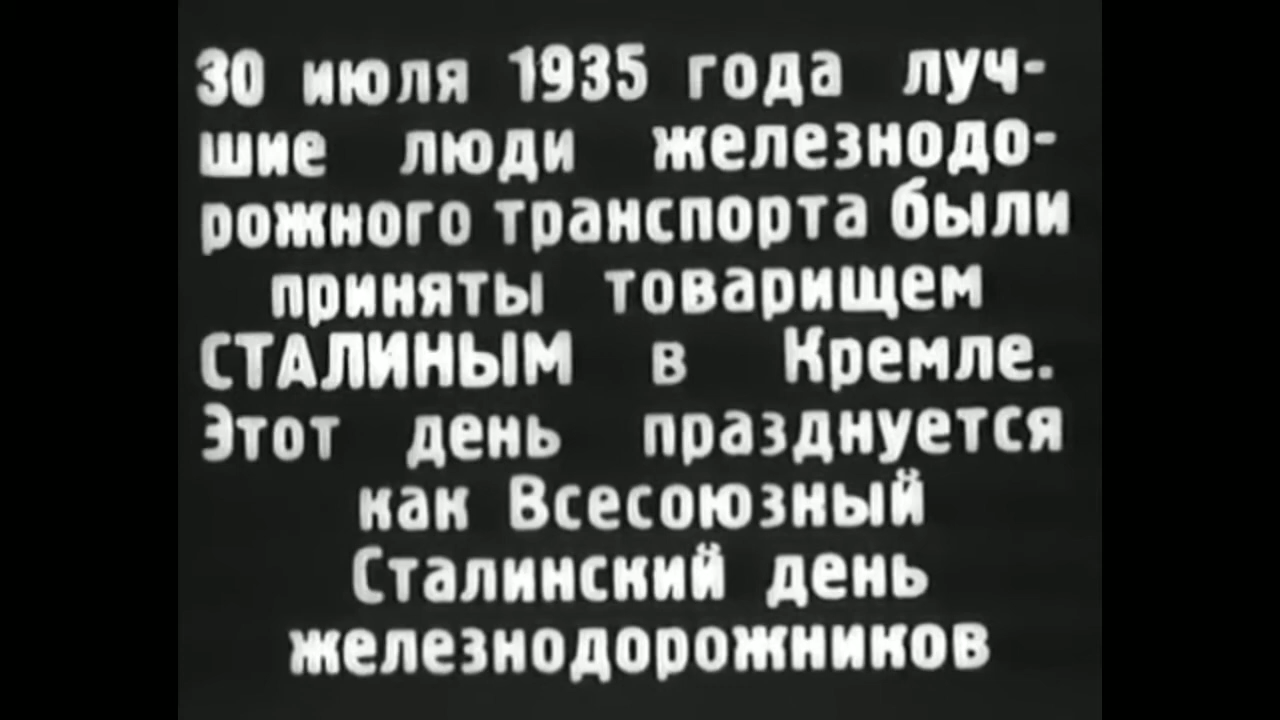 30 июля 1935 года луч-
шие люди железнодо-
рожного транспорта были
приняты товарищем
СТАЛИНЫМ в Кремле.
Этот день празднуется
как Всесоюзный
Сталинский день
железнодорожников